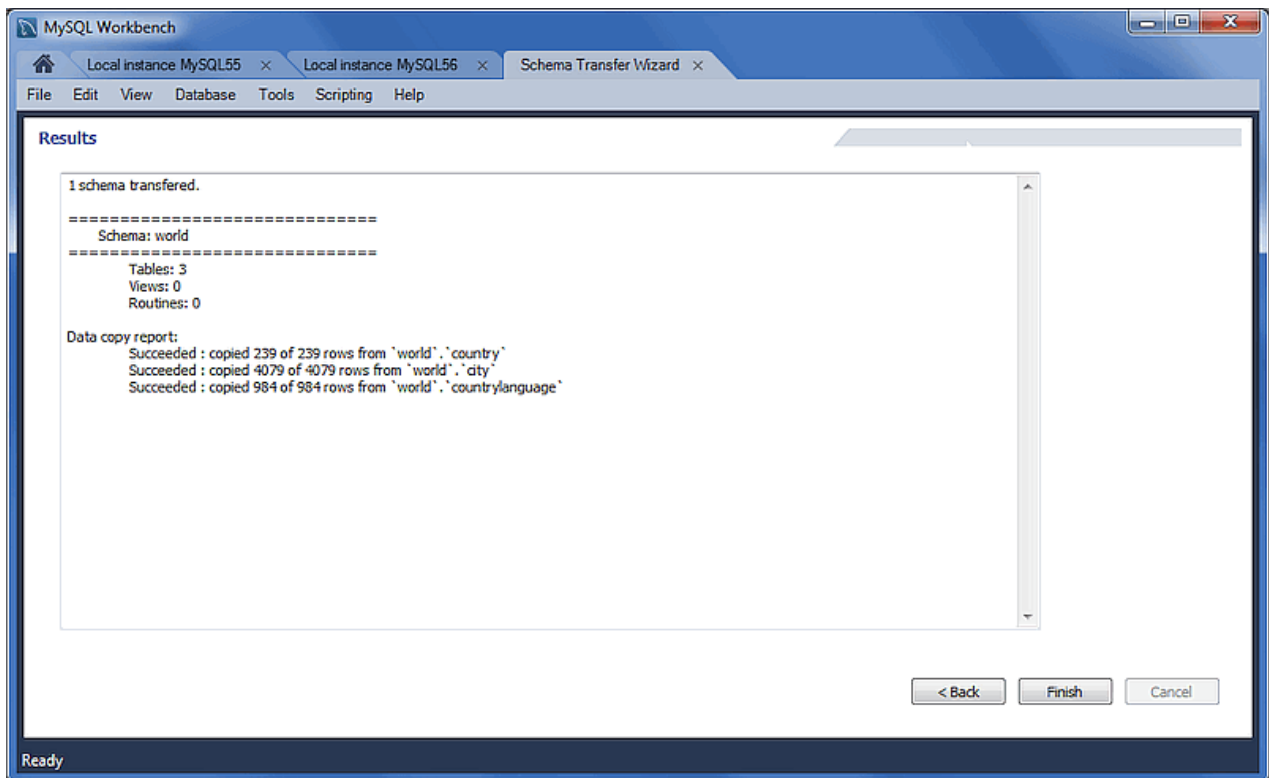 MySQL Workbench
Local instance MySQL55 × Local instance MySQL56 × Schema Transfer Wizard ×
File Edit View Database Tools Scripting Help
Results
1 schema transfered.
==============================
Schema: world
==============================
Tables: 3
Views: 0
Routines: 0
Data copy report:
Succeeded : copied 239 of 239 rows from `world`.`country`
Succeeded : copied 4079 of 4079 rows from `world`.`city`
Succeeded : copied 984 of 984 rows from `world`.`countrylanguage`
< Back Finish Cancel
Ready